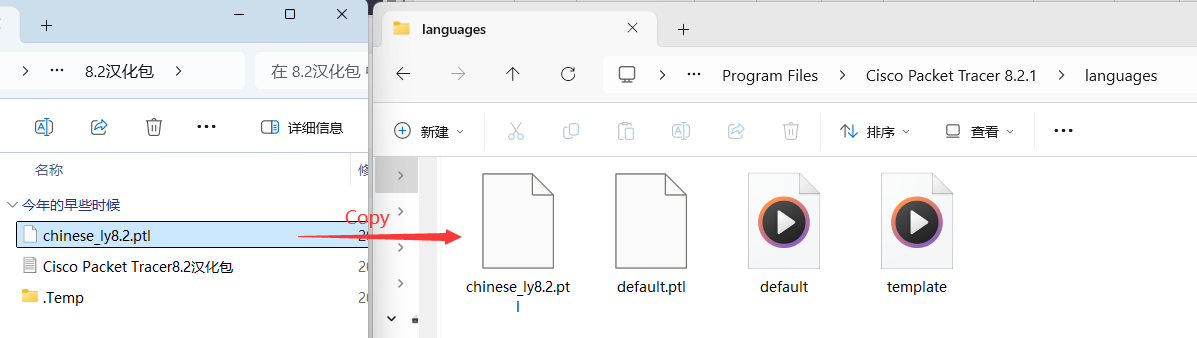 8.2汉化包
在 8.2汉化包
详细信息
名称
修
今年的早些时候
chinese_ly8.2.ptl
20
Cisco Packet Tracer8.2汉化包
20
.Temp
20
Copy
languages
Program Files
Cisco Packet Tracer 8.2.1
languages
新建
排序
查看
chinese_ly8.2.pt
l
default.ptl
default
template